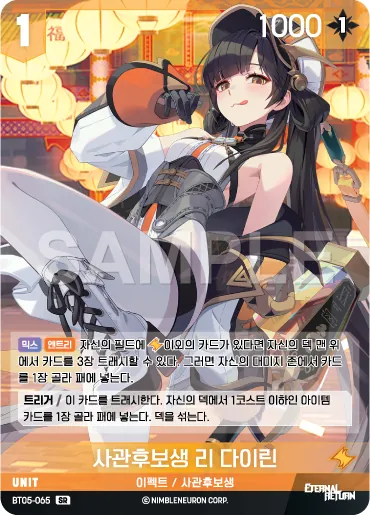 1
福
1000
1
SAMPLE
믹스 엔트리 자신의 필드에 이외의 카드가 있다면 자신의 덱 맨 위
에서 카드를 3장 트래시할 수 있다. 그러면 자신의 대미지 존에서 카드
를 1장 골라 패에 넣는다.
트리거 / 이 카드를 트래시한다. 자신의 덱에서 1코스트 이하인 아이템
카드를 1장 골라 패에 넣는다. 덱을 섞는다.
사관후보생 리 다이린
UNIT
이펙트 / 사관후보생
BT05-065 SR
ⓒ NIMBLENEURON CORP.
ETERNAL
RETURN